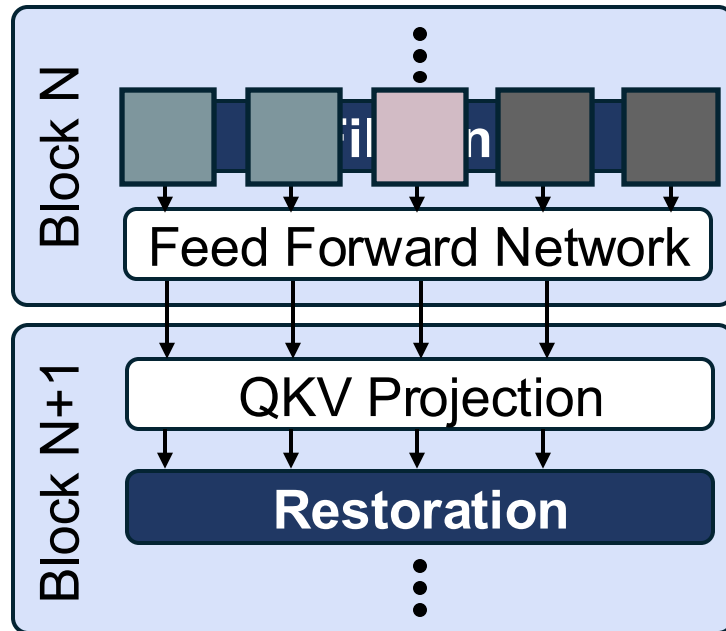 Block N
Feed Forward Network
Block N+1
QKV Projection
Restoration